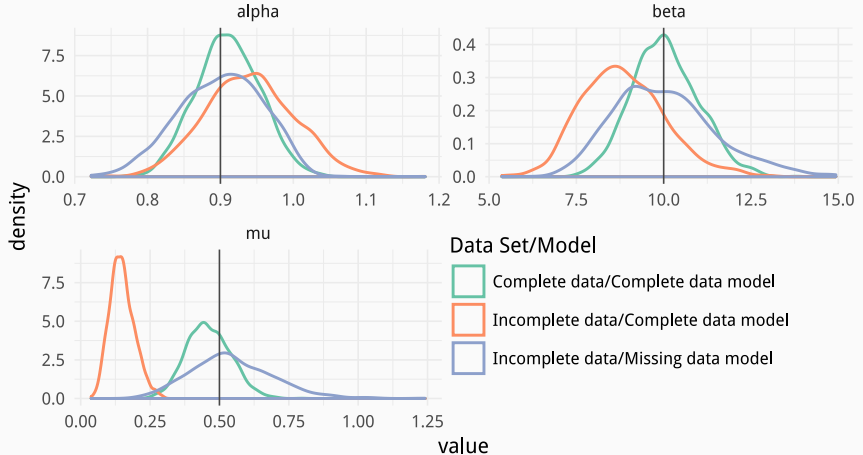 alpha
beta
7.5
5.0
2.5
0.0
0.7 0.8 0.9 1.0 1.1 1.2
0.4
0.3
0.2
0.1
0.0
5.0 7.5 10.0 12.5 15.0
density
mu
7.5
5.0
2.5
0.0
0.00 0.25 0.50 0.75 1.00 1.25
value
Data Set/Model
Complete data/Complete data model
Incomplete data/Complete data model
Incomplete data/Missing data model